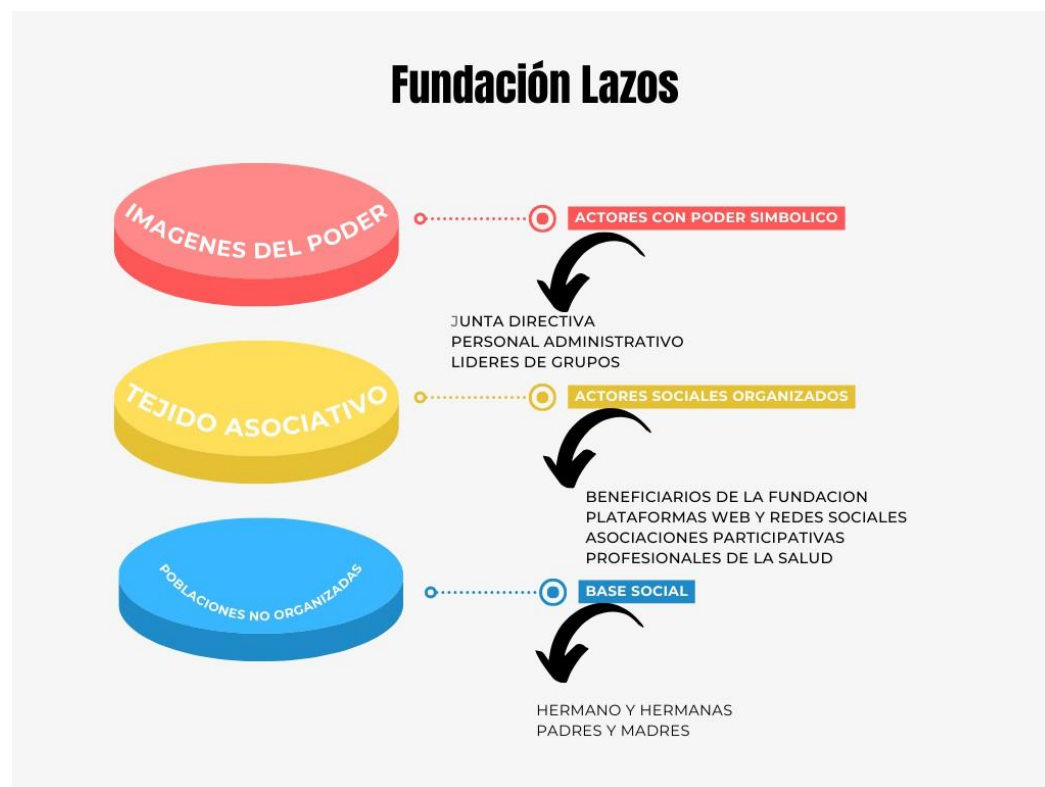 Fundación Lazos
IMAGENES DEL PODER
ACTORES CON PODER SIMBOLICO
JUNTA DIRECTIVA
PERSONAL ADMINISTRATIVO
LIDERES DE GRUPOS
TEJIDO ASOCIATIVO
ACTORES SOCIALES ORGANIZADOS
BENEFICIARIOS DE LA FUNDACION
PLATAFORMAS WEB Y REDES SOCIALES
ASOCIACIONES PARTICIPATIVAS
PROFESIONALES DE LA SALUD
POBLACIONES NO ORGANIZADAS
BASE SOCIAL
HERMANO Y HERMANAS
PADRES Y MADRES